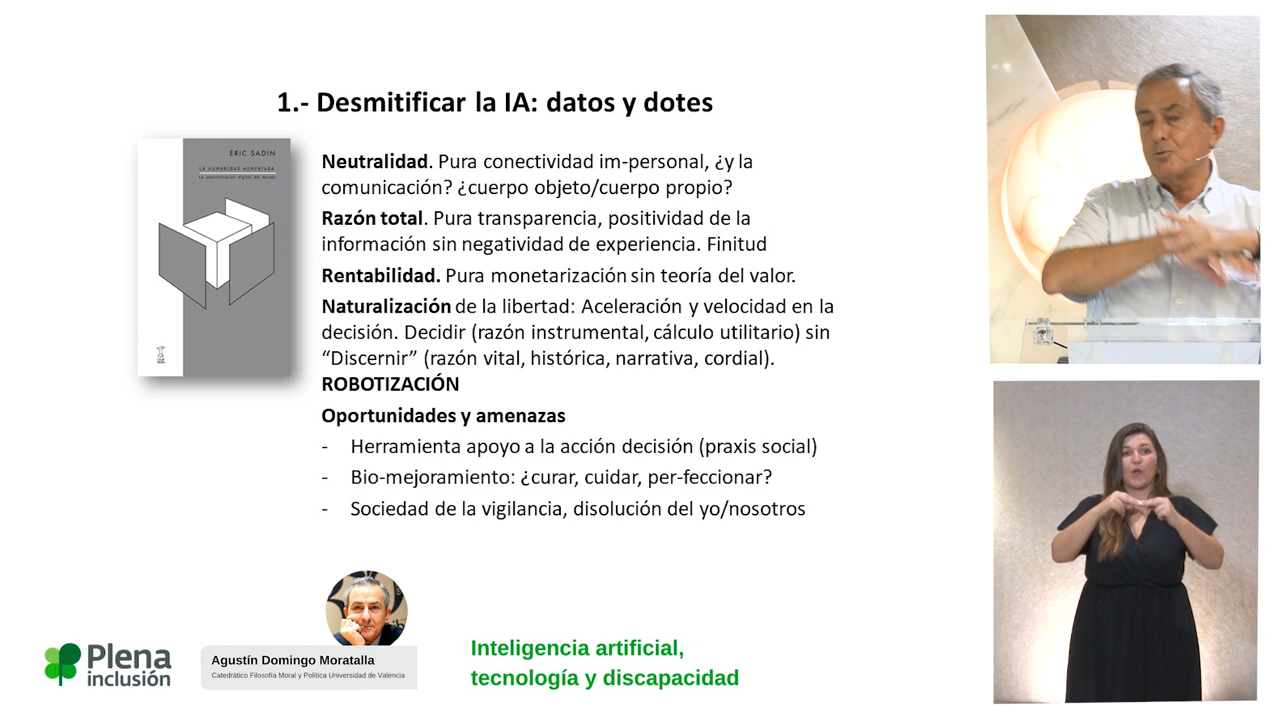 1.- Desmitificar la IA: datos y dotes
ÉRIC SADIN
LA HUMANIDAD AUMENTADA
La administración digital del mundo
Neutralidad. Pura conectividad im-personal, ¿y la
comunicación? ¿cuerpo objeto/cuerpo propio?
Razón total. Pura transparencia, positividad de la
información sin negatividad de experiencia. Finitud
Rentabilidad. Pura monetarización sin teoría del valor.
Naturalización de la libertad: Aceleración y velocidad en la
decisión. Decidir (razón instrumental, cálculo utilitario) sin
“Discernir” (razón vital, histórica, narrativa, cordial).
ROBOTIZACIÓN
Oportunidades y amenazas
- Herramienta apoyo a la acción decisión (praxis social)
- Bio-mejoramiento: ¿curar, cuidar, per-feccionar?
- Sociedad de la vigilancia, disolución del yo/nosotros
Plena
inclusión
Agustín Domingo Moratalla
Catedrático Filosofía Moral y Política Universidad de Valencia
Inteligencia artificial,
tecnología y discapacidad